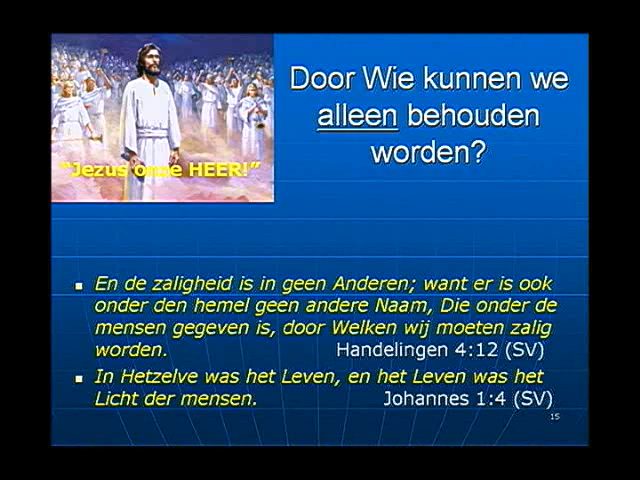 Door Wie kunnen we
alleen behouden
worden?
"Jezus onze HEER!"
En de zaligheid is in geen Anderen; want er is ook
onder den hemel geen andere Naam, Die onder de
mensen gegeven is, door Welken wij moeten zalig
worden. Handelingen 4:12 (SV)
In Hetzelve was het Leven, en het Leven was het
Licht der mensen. Johannes 1:4 (SV)
15